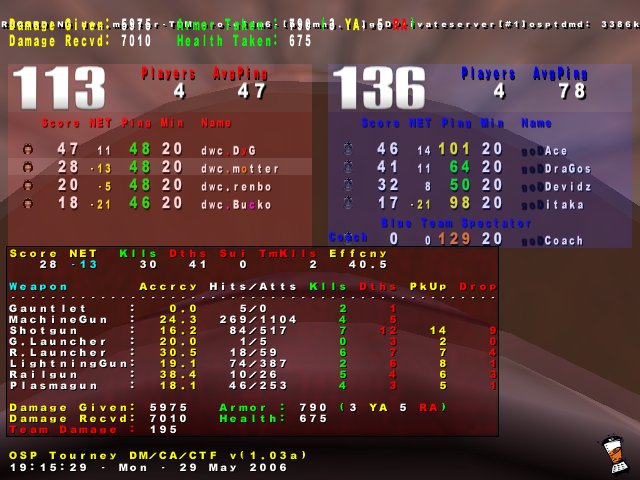 Damage Given: 5975 Armor Taken: 790 (3 YA 5 RA)
Damage Recvd: 7010 Health Taken: 675
113 Players AvgPing 136 Players AvgPing
4 47 4 78
Score NET Ping Min Name Score NET Ping Min Name
47 11 48 20 dwc.DyG 46 14 101 20 goDAce
28 -13 48 20 dwc.motter 41 11 64 20 goDDraGos
20 -5 48 20 dwc.renbo 32 8 50 20 goDDevidz
18 -21 46 20 dwc.Bucko 17 -21 98 20 goDitaka
Blue Team Spectator
Coach 0 0 129 20 goDCoach
Score NET Klls Dths Sui TmKlls Effcny
28 -13 30 41 0 2 40.5
Weapon Accrcy Hits/Atts Klls Dths PkUp Drop
Gauntlet : 0.0 5/0 2 1
MachineGun : 24.3 269/1104 4 5
Shotgun : 16.2 84/517 7 12 14 9
G.Launcher : 20.0 1/5 0 3 2 0
R.Launcher : 30.5 18/59 6 7 7 4
LightningGun: 19.1 74/387 2 6 8 1
Railgun : 38.4 10/26 5 4 6 3
Plasmagun : 18.1 46/253 4 3 5 1
Damage Given: 5975 Armor : 790 (3 YA 5 RA)
Damage Recvd: 7010 Health: 675
Team Damage : 195
OSP Tourney DM/CA/CTF v(1.03a)
19:15:29 - Mon - 29 May 2006